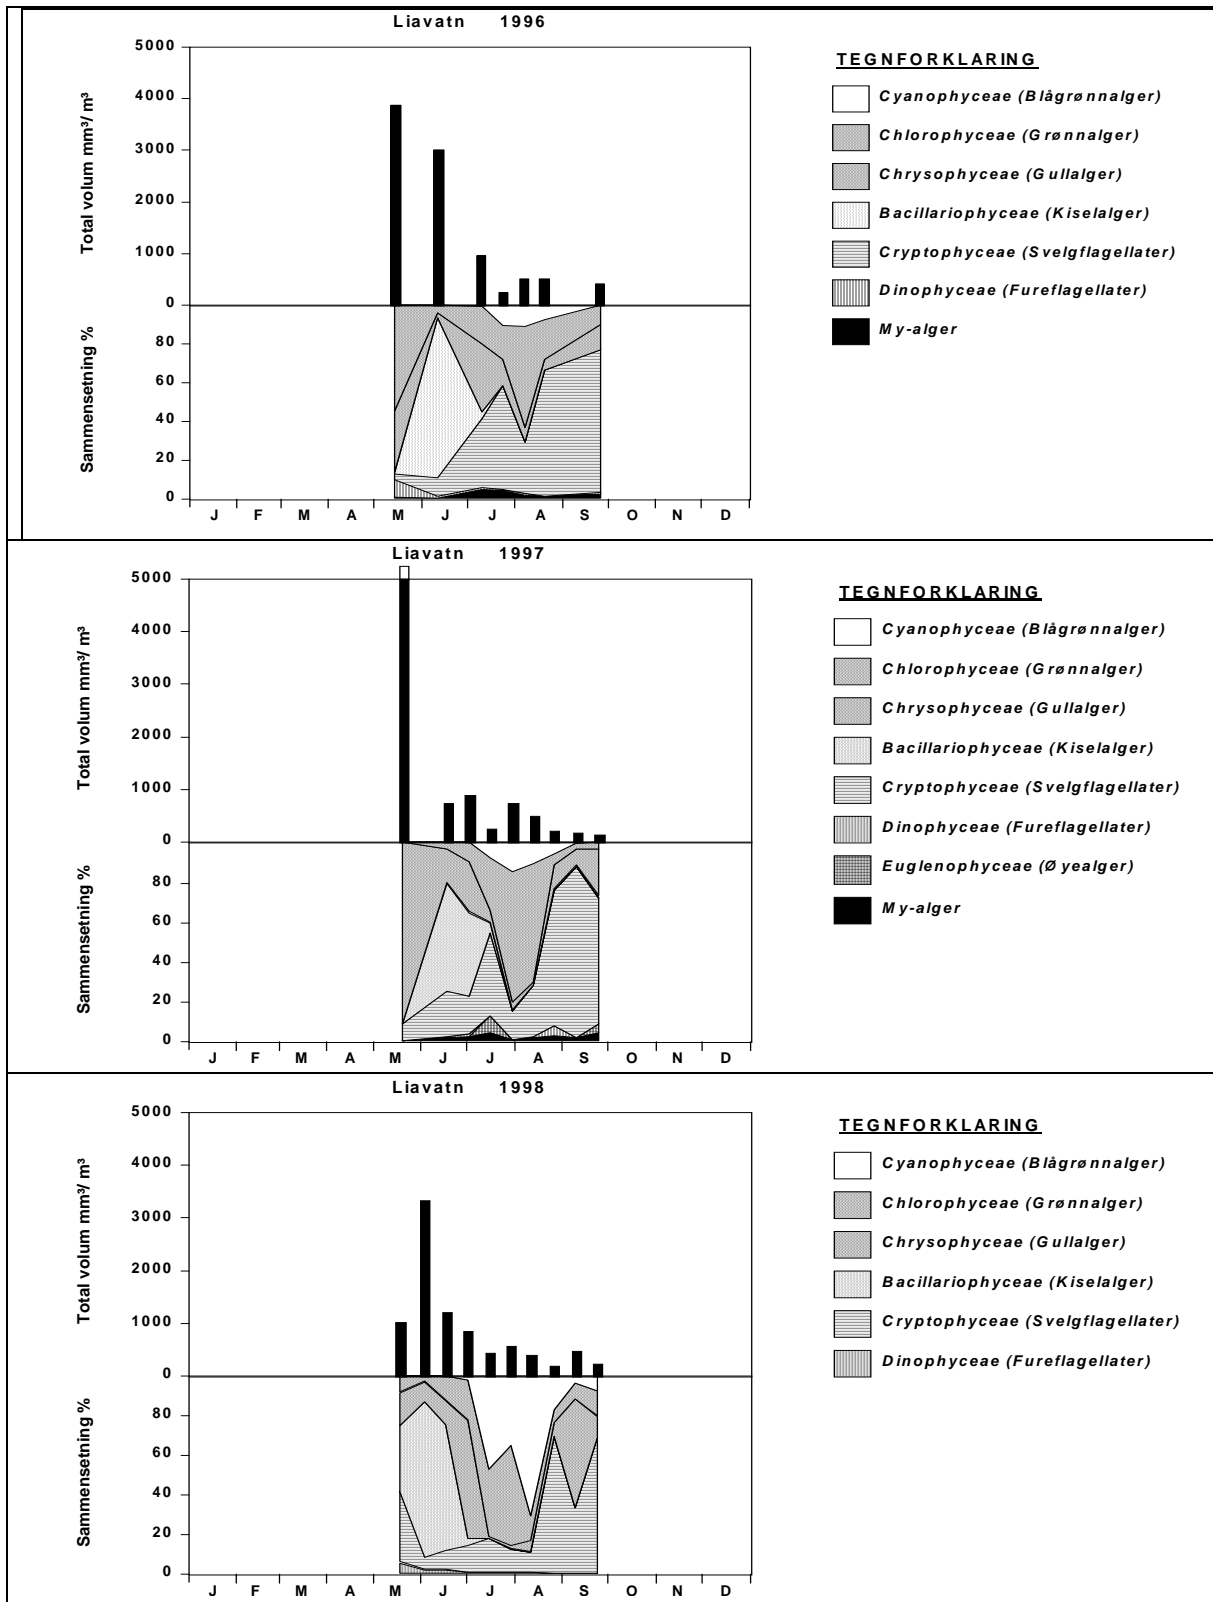 Liavatn 1996
TEGNFORKLARING
Cyanophyceae (Blågrønnalger)
Chlorophyceae (Grønnalger)
Chrysophyceae (Gullalger)
Bacillariophyceae (Kiselalger)
Cryptophyceae (Svelgflagellater)
Dinophyceae (Fureflagellater)
My-alger
Total volum mm³/ m³
5000
4000
3000
2000
1000
0
Sammensetning %
80
60
40
20
0
J F M A M J J A S O N D
Liavatn 1997
TEGNFORKLARING
Cyanophyceae (Blågrønnalger)
Chlorophyceae (Grønnalger)
Chrysophyceae (Gullalger)
Bacillariophyceae (Kiselalger)
Cryptophyceae (Svelgflagellater)
Dinophyceae (Fureflagellater)
Euglenophyceae (Øyealger)
My-alger
Total volum mm³/ m³
5000
4000
3000
2000
1000
0
Sammensetning %
80
60
40
20
0
J F M A M J J A S O N D
Liavatn 1998
TEGNFORKLARING
Cyanophyceae (Blågrønnalger)
Chlorophyceae (Grønnalger)
Chrysophyceae (Gullalger)
Bacillariophyceae (Kiselalger)
Cryptophyceae (Svelgflagellater)
Dinophyceae (Fureflagellater)
Total volum mm³/ m³
5000
4000
3000
2000
1000
0
Sammensetning %
80
60
40
20
0
J F M A M J J A S O N D